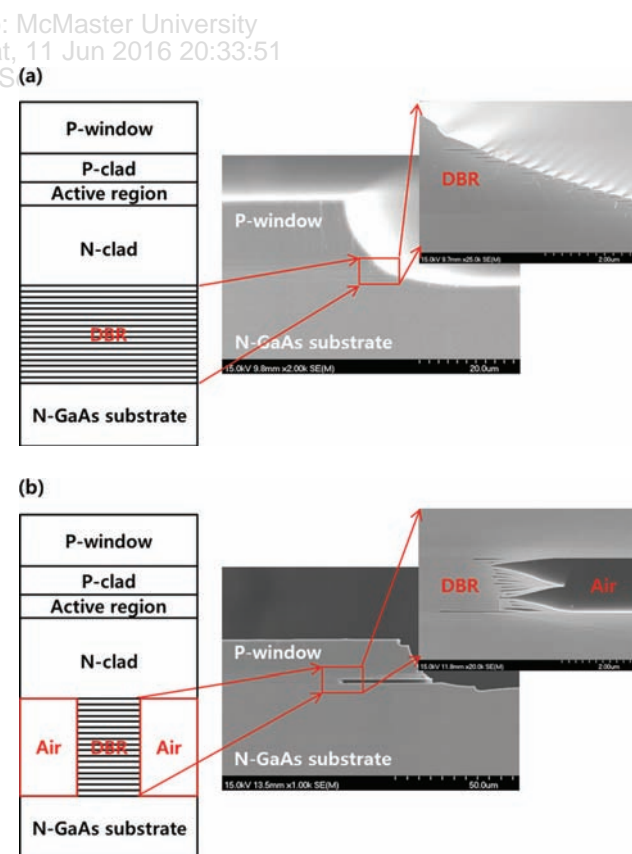 : McMaster University
t, 11 Jun 2016 20:33:51
(a)
P-window
P-clad
Active region
N-clad
DBR
N-GaAs substrate
P-window
N-GaAs substrate
15.0kV 9.8mm x2.00k SE(M) 20.0um
DBR
15.0kV 9.7mm x25.0k SE(M) 2.00um
(b)
P-window
P-clad
Active region
N-clad
Air DBR Air
N-GaAs substrate
P-window
N-GaAs substrate
15.0kV 13.5mm x1.00k SE(M) 50.0um
DBR Air
15.0kV 11.8mm x20.0k SE(M) 2.00um